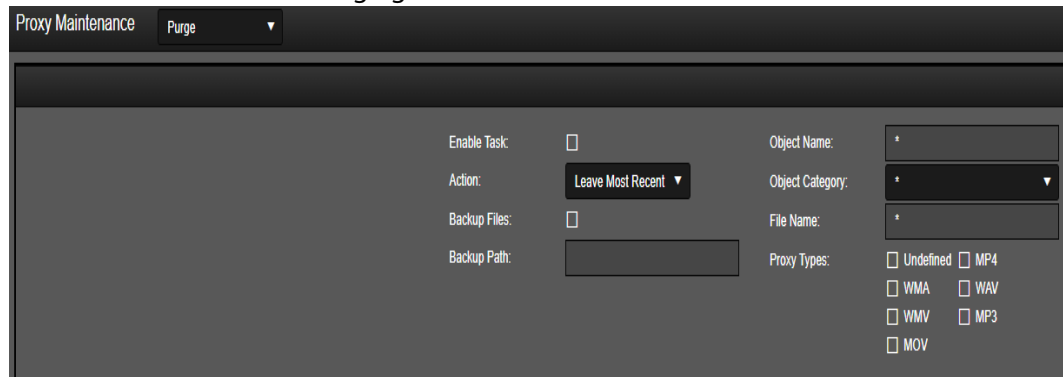 Proxy Maintenance Purge
Enable Task: Object Name: *
Action: Leave Most Recent Object Category: *
Backup Files: File Name: *
Backup Path: Proxy Types: Undefined MP4
WMA WAV
WMV MP3
MOV